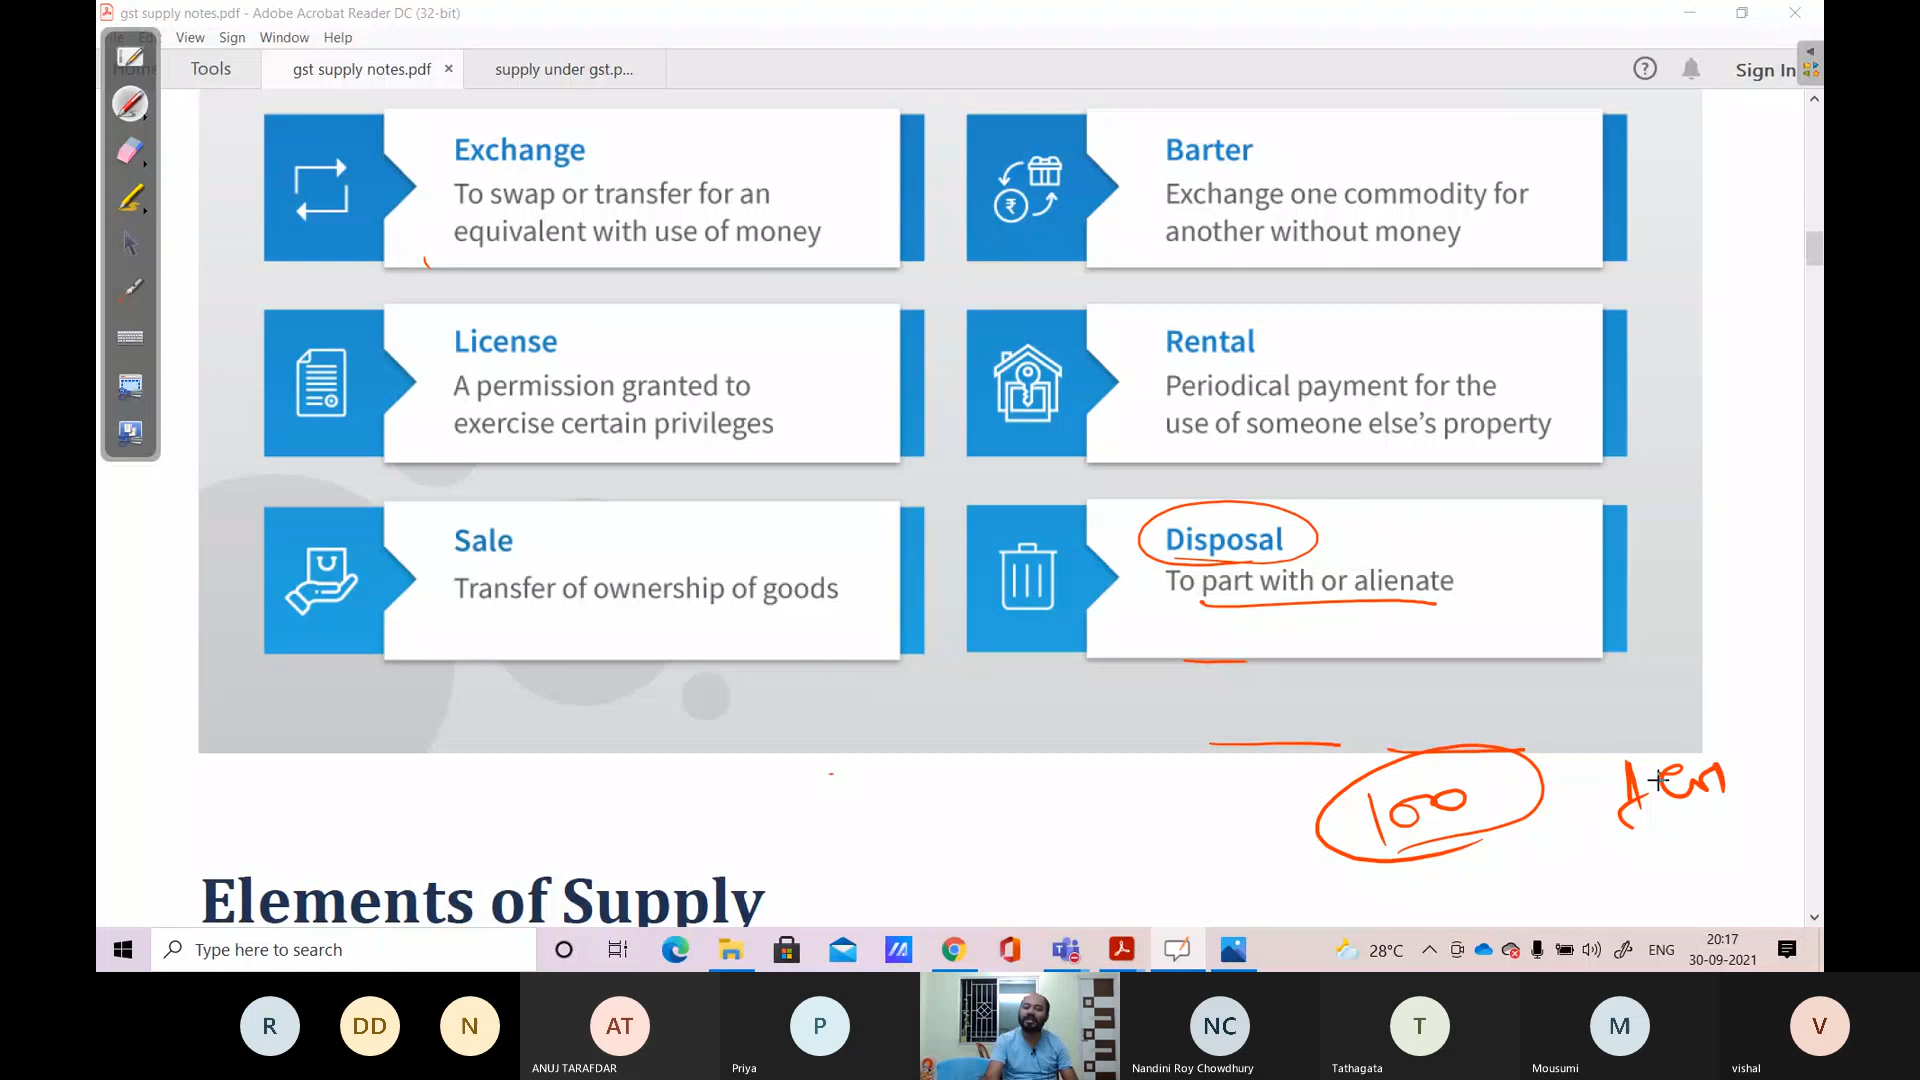 gst supply notes.pdf - Adobe Acrobat Reader DC (32-bit)
View Sign Window Help
Tools gst supply notes.pdf × supply under gst.p... Sign In
Exchange
To swap or transfer for an
equivalent with use of money
Barter
Exchange one commodity for
another without money
License
A permission granted to
exercise certain privileges
Rental
Periodical payment for the
use of someone else's property
Sale
Transfer of ownership of goods
Disposal
To part with or alienate
100
Elements of Supply
Type here to search
28°C ENG 20:17
30-09-2021
R DD N AT P NC T M V
ANUJ TARAFDAR Priya Nandini Roy Chowdhury Tathagata Mousumi vishal